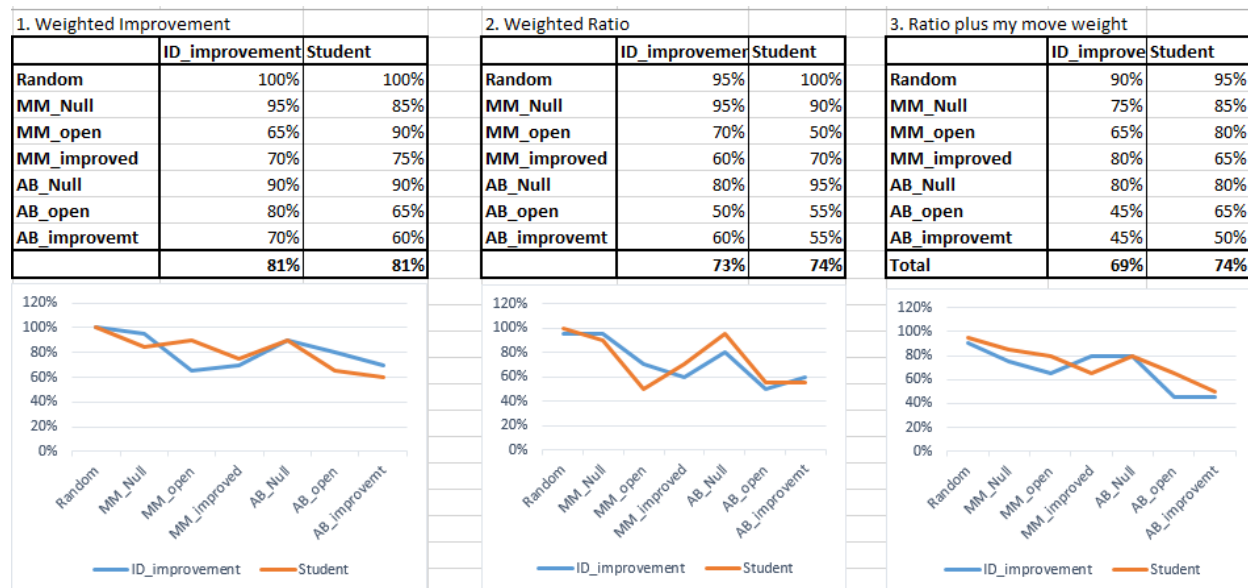 1. Weighted Improvement
ID_improvement Student
Random 100% 100%
MM_Null 95% 85%
MM_open 65% 90%
MM_improved 70% 75%
AB_Null 90% 90%
AB_open 80% 65%
AB_improvemt 70% 60%
81% 81%
120%
100%
80%
60%
40%
20%
0%
Random
MM_Null
MM_open
MM_improved
AB_Null
AB_open
AB_improvemt
ID_improvement Student
2. Weighted Ratio
ID_improvemer Student
Random 95% 100%
MM_Null 95% 90%
MM_open 70% 50%
MM_improved 60% 70%
AB_Null 80% 95%
AB_open 50% 55%
AB_improvemt 60% 55%
73% 74%
120%
100%
80%
60%
40%
20%
0%
Random
MM_Null
MM_open
MM_improved
AB_Null
AB_open
AB_improvemt
ID_improvement Student
3. Ratio plus my move weight
ID_improve Student
Random 90% 95%
MM_Null 75% 85%
MM_open 65% 80%
MM_improved 80% 65%
AB_Null 80% 80%
AB_open 45% 65%
AB_improvemt 45% 50%
Total 69% 74%
120%
100%
80%
60%
40%
20%
0%
Random
MM_Null
MM_open
MM_improved
AB_Null
AB_open
AB_improvemt
ID_improvement Student